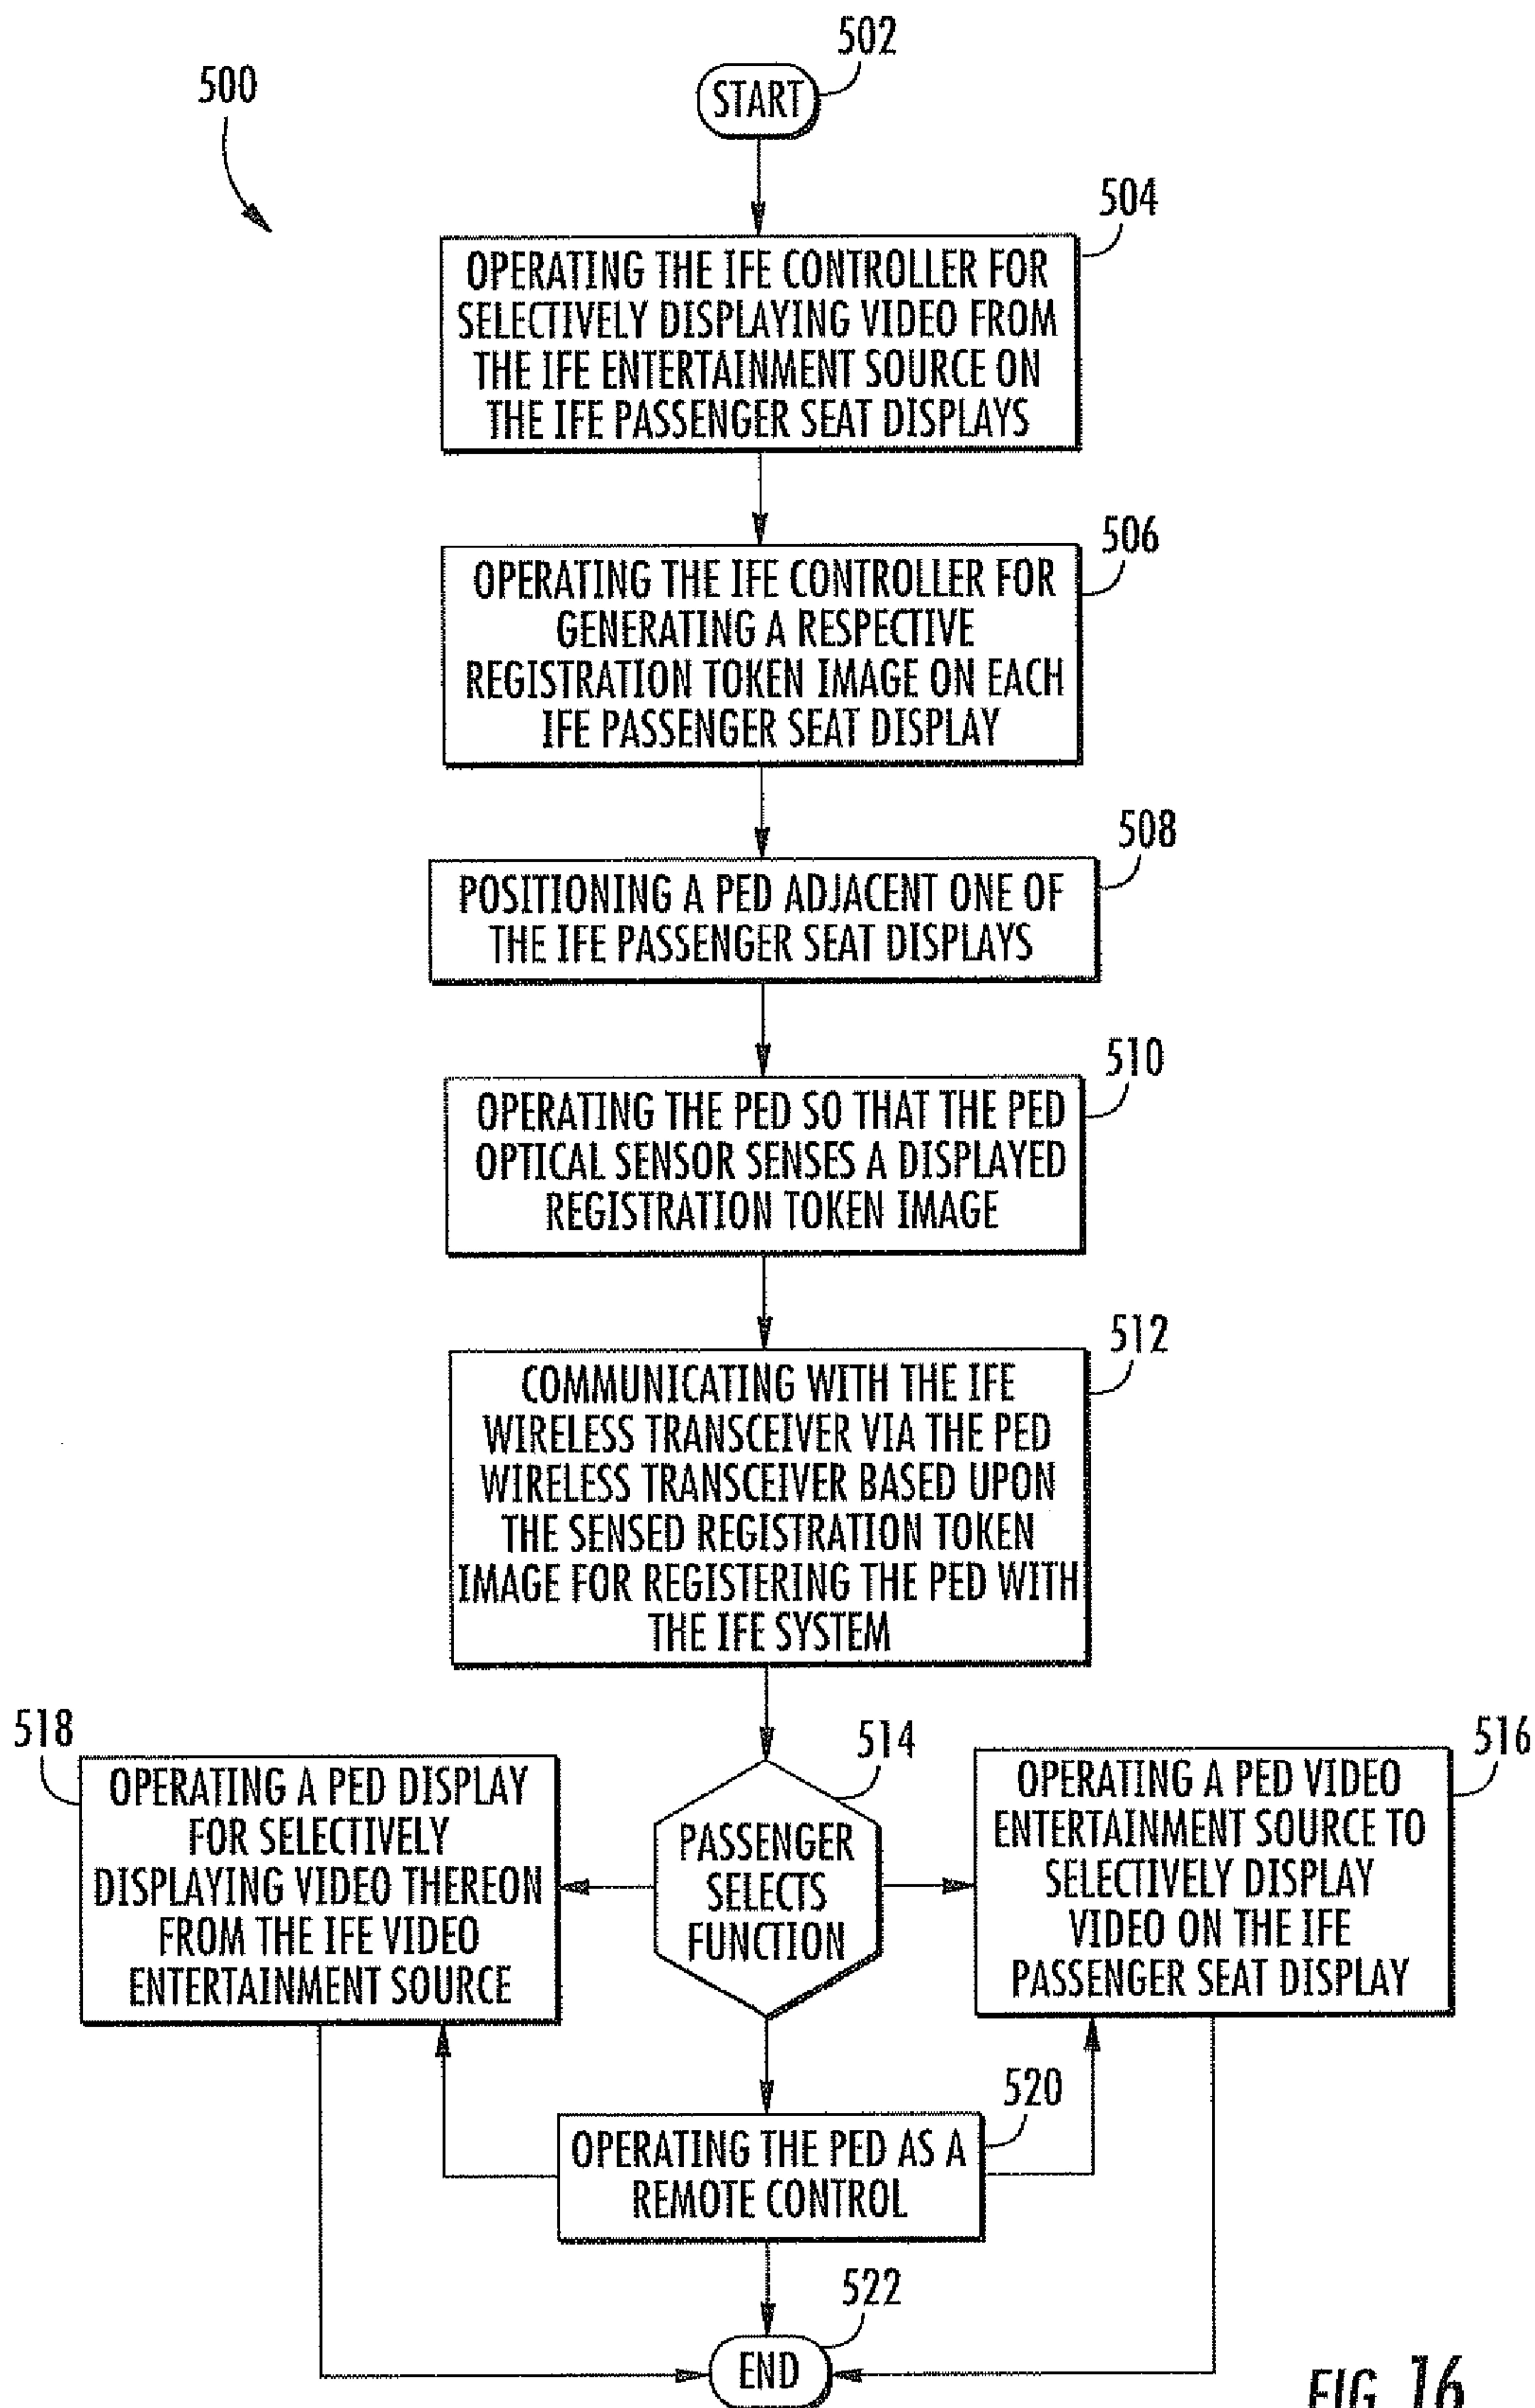 502
500
START
504
OPERATING THE IFE CONTROLLER FOR
SELECTIVELY DISPLAYING VIDEO FROM
THE IFE ENTERTAINMENT SOURCE ON
THE IFE PASSENGER SEAT DISPLAYS
506
OPERATING THE IFE CONTROLLER FOR
GENERATING A RESPECTIVE
REGISTRATION TOKEN IMAGE ON EACH
IFE PASSENGER SEAT DISPLAY
508
POSITIONING A PED ADJACENT ONE OF
THE IFE PASSENGER SEAT DISPLAYS
510
OPERATING THE PED SO THAT THE PED
OPTICAL SENSOR SENSES A DISPLAYED
REGISTRATION TOKEN IMAGE
512
COMMUNICATING WITH THE IFE
WIRELESS TRANSCEIVER VIA THE PED
WIRELESS TRANSCEIVER BASED UPON
THE SENSED REGISTRATION TOKEN
IMAGE FOR REGISTERING THE PED WITH
THE IFE SYSTEM
518
OPERATING A PED DISPLAY
FOR SELECTIVELY
DISPLAYING VIDEO THEREON
FROM THE IFE VIDEO
ENTERTAINMENT SOURCE
514
PASSENGER
SELECTS
FUNCTION
516
OPERATING A PED VIDEO
ENTERTAINMENT SOURCE TO
SELECTIVELY DISPLAY
VIDEO ON THE IFE
PASSENGER SEAT DISPLAY
520
OPERATING THE PED AS A
REMOTE CONTROL
522
END
FIG. 16